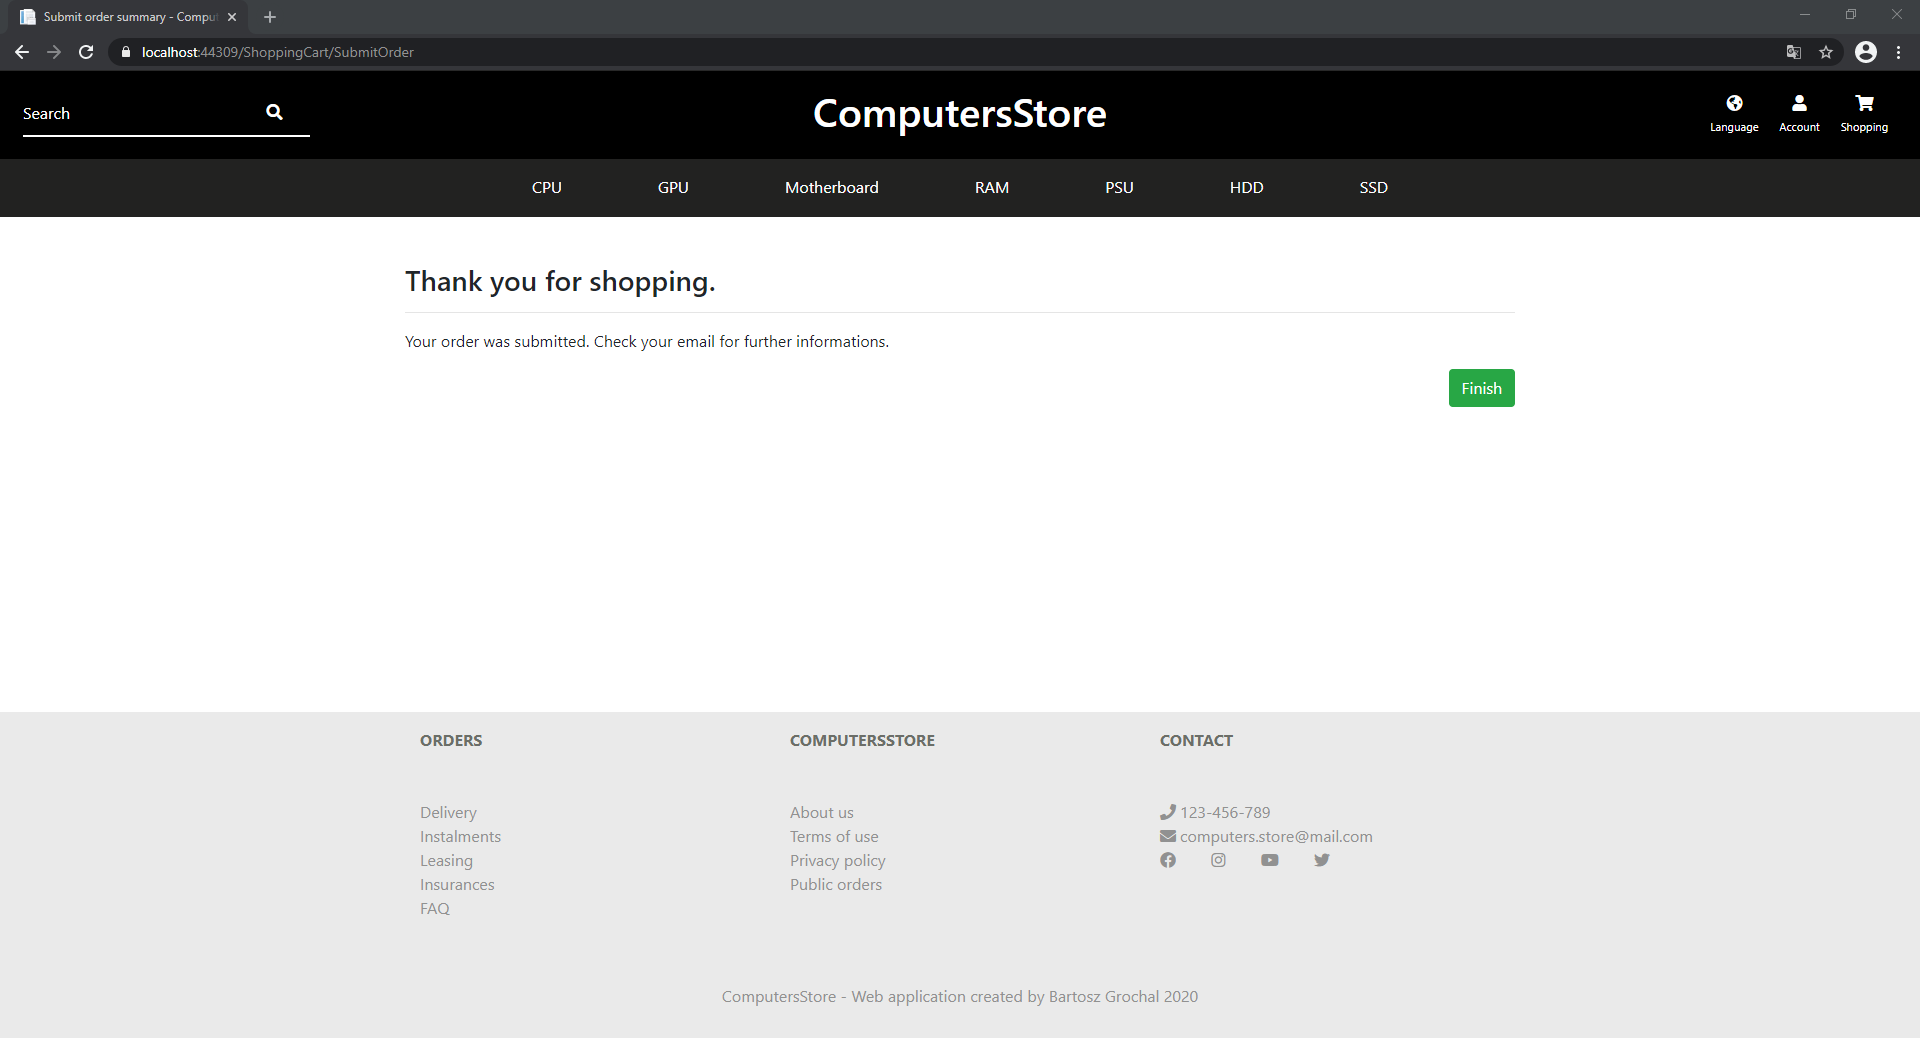 Submit order summary - Compu
localhost:44309/ShoppingCart/SubmitOrder
Search
ComputersStore
Language
Account
Shopping
CPU
GPU
Motherboard
RAM
PSU
HDD
SSD
Thank you for shopping.
Your order was submitted. Check your email for further informations.
Finish
ORDERS
Delivery
Instalments
Leasing
Insurances
FAQ
COMPUTERSSTORE
About us
Terms of use
Privacy policy
Public orders
CONTACT
123-456-789
computers.store@mail.com
ComputersStore - Web application created by Bartosz Grochal 2020